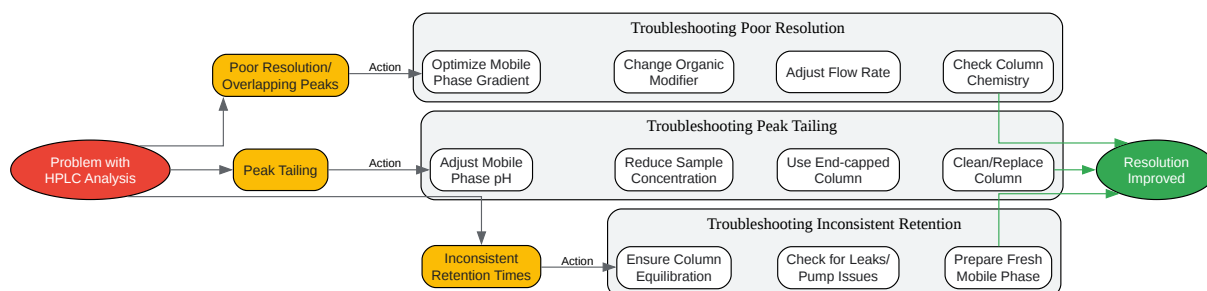 Troubleshooting Poor Resolution
Poor Resolution/
Overlapping Peaks
Action
Optimize Mobile
Phase Gradient
Change Organic
Modifier
Adjust Flow Rate
Check Column
Chemistry
Troubleshooting Peak Tailing
Problem with
HPLC Analysis
Peak Tailing
Action
Adjust Mobile
Phase pH
Reduce Sample
Concentration
Use End-capped
Column
Clean/Replace
Column
Resolution
Improved
Troubleshooting Inconsistent Retention
Inconsistent
Retention Times
Action
Ensure Column
Equilibration
Check for Leaks/
Pump Issues
Prepare Fresh
Mobile Phase